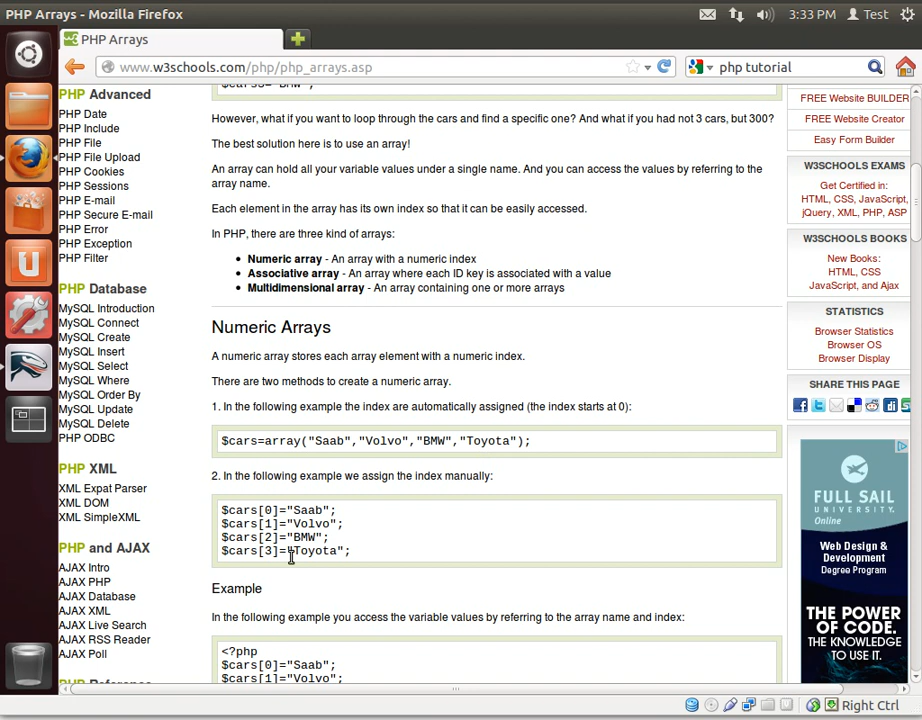 PHP Arrays - Mozilla Firefox
3:33 PM
Test
PHP Arrays
www.w3schools.com/php/php_arrays.asp
php tutorial
PHP Advanced
PHP Date
PHP Include
PHP File
PHP File Upload
PHP Cookies
PHP Sessions
PHP E-mail
PHP Secure E-mail
PHP Error
PHP Exception
PHP Filter
PHP Database
MySQL Introduction
MySQL Connect
MySQL Create
MySQL Insert
MySQL Select
MySQL Where
MySQL Order By
MySQL Update
MySQL Delete
PHP ODBC
PHP XML
XML Expat Parser
XML DOM
XML SimpleXML
PHP and AJAX
AJAX Intro
AJAX PHP
AJAX Database
AJAX XML
AJAX Live Search
AJAX RSS Reader
AJAX Poll
However, what if you want to loop through the cars and find a specific one? And what if you had not 3 cars, but 300?
The best solution here is to use an array!
An array can hold all your variable values under a single name. And you can access the values by referring to the
array name.
Each element in the array has its own index so that it can be easily accessed.
In PHP, there are three kind of arrays:
• Numeric array - An array with a numeric index
• Associative array - An array where each ID key is associated with a value
• Multidimensional array - An array containing one or more arrays
Numeric Arrays
A numeric array stores each array element with a numeric index.
There are two methods to create a numeric array.
1. In the following example the index are automatically assigned (the index starts at 0):
$cars=array("Saab","Volvo","BMW","Toyota");
2. In the following example we assign the index manually:
$cars[0]="Saab";
$cars[1]="Volvo";
$cars[2]="BMW";
$cars[3]="Toyota";
Example
In the following example you access the variable values by referring to the array name and index:
<?php
$cars[0]="Saab";
$cars[1]="Volvo";
FREE Website BUILDER
FREE Website Creator
Easy Form Builder
W3SCHOOLS EXAMS
Get Certified in:
HTML, CSS, JavaScript,
jQuery, XML, PHP, ASP
W3SCHOOLS BOOKS
New Books:
HTML, CSS
JavaScript, and Ajax
STATISTICS
Browser Statistics
Browser OS
Browser Display
SHARE THIS PAGE
FULL SAIL
UNIVERSITY
Online
Web Design &
Development
Degree Program
THE POWER
OF CODE.
THE KNOWLEDGE
TO USE IT.
Right Ctrl